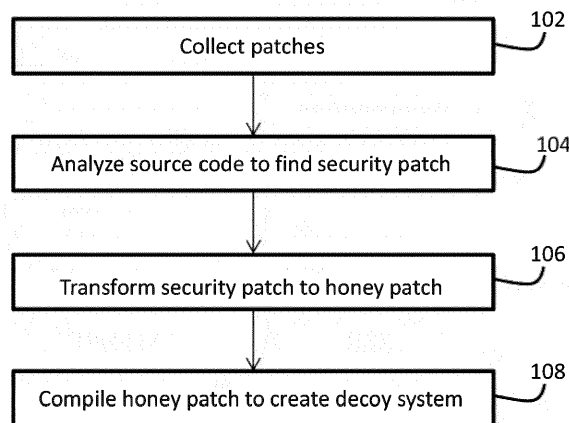 102
Collect patches
104
Analyze source code to find security patch
106
Transform security patch to honey patch
108
Compile honey patch to create decoy system